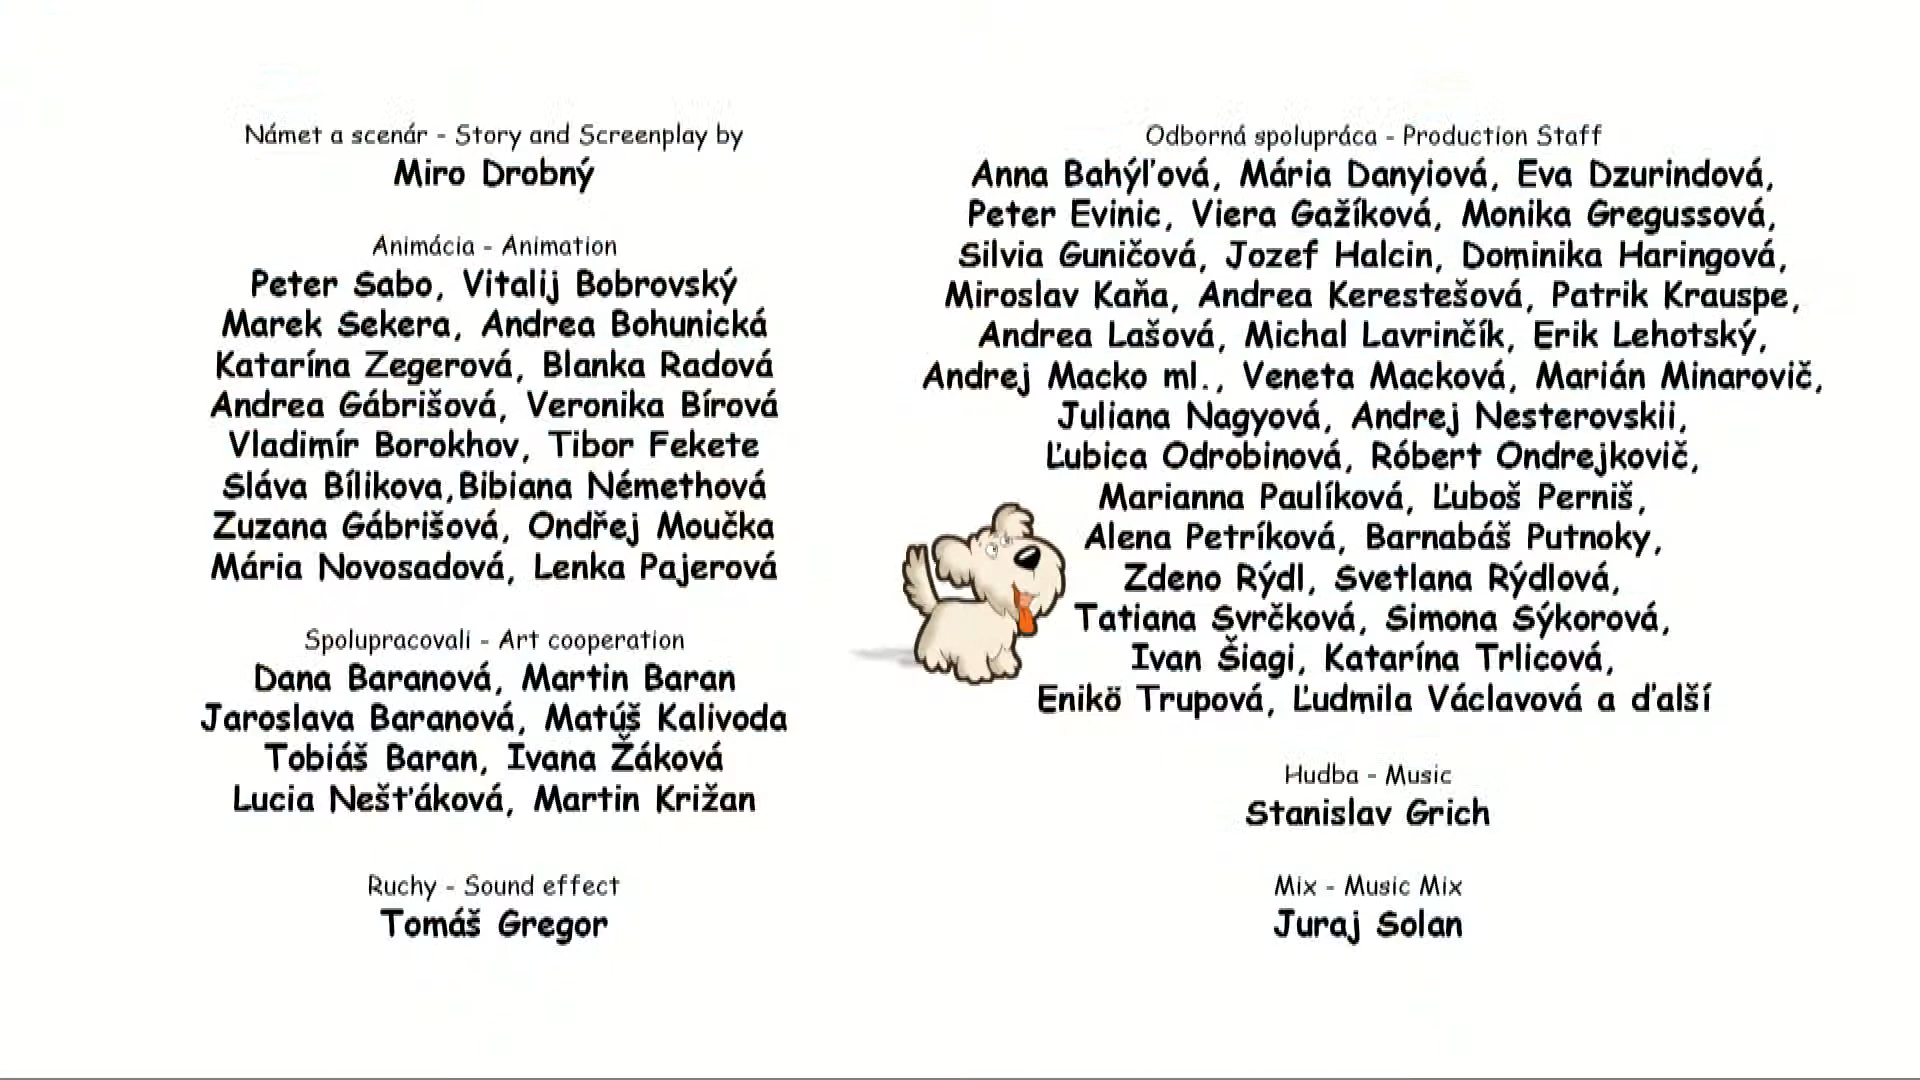 Námet a scenár - Story and Screenplay by
Miro Drobný
Animácia - Animation
Peter Sabo, Vitalij Bobrovský
Marek Sekera, Andrea Bohunická
Katarína Zegerová, Blanka Radová
Andrea Gábrišová, Veronika Bírová
Vladimír Borokhov, Tibor Fekete
Sláva Bílikova,Bibiana Némethová
Zuzana Gábrišová, Ondřej Moučka
Mária Novosadová, Lenka Pajerová
Spolupracovali - Art cooperation
Dana Baranová, Martin Baran
Jaroslava Baranová, Matúš Kalivoda
Tobiáš Baran, Ivana Žáková
Lucia Nešťáková, Martin Križan
Ruchy - Sound effect
Tomáš Gregor
Odborná spolupráca - Production Staff
Anna Bahýľová, Mária Danyiová, Eva Dzurindová,
Peter Evinic, Viera Gažíková, Monika Gregussová,
Silvia Guničová, Jozef Halcin, Dominika Haringová,
Miroslav Kaňa, Andrea Kerestešová, Patrik Krauspe,
Andrea Lašová, Michal Lavrinčík, Erik Lehotský,
Andrej Macko ml., Veneta Macková, Marián Minarovič,
Juliana Nagyová, Andrej Nesterovskii,
Ľubica Odrobinová, Róbert Ondrejkovič,
Marianna Paulíková, Ľuboš Perniš,
Alena Petríková, Barnabáš Putnoky,
Zdeno Rýdl, Svetlana Rýdlová,
Tatiana Svrčková, Simona Sýkorová,
Ivan Šiagi, Katarína Trlicová,
Enikö Trupová, Ľudmila Václavová a ďalší
Hudba - Music
Stanislav Grich
Mix - Music Mix
Juraj Solan